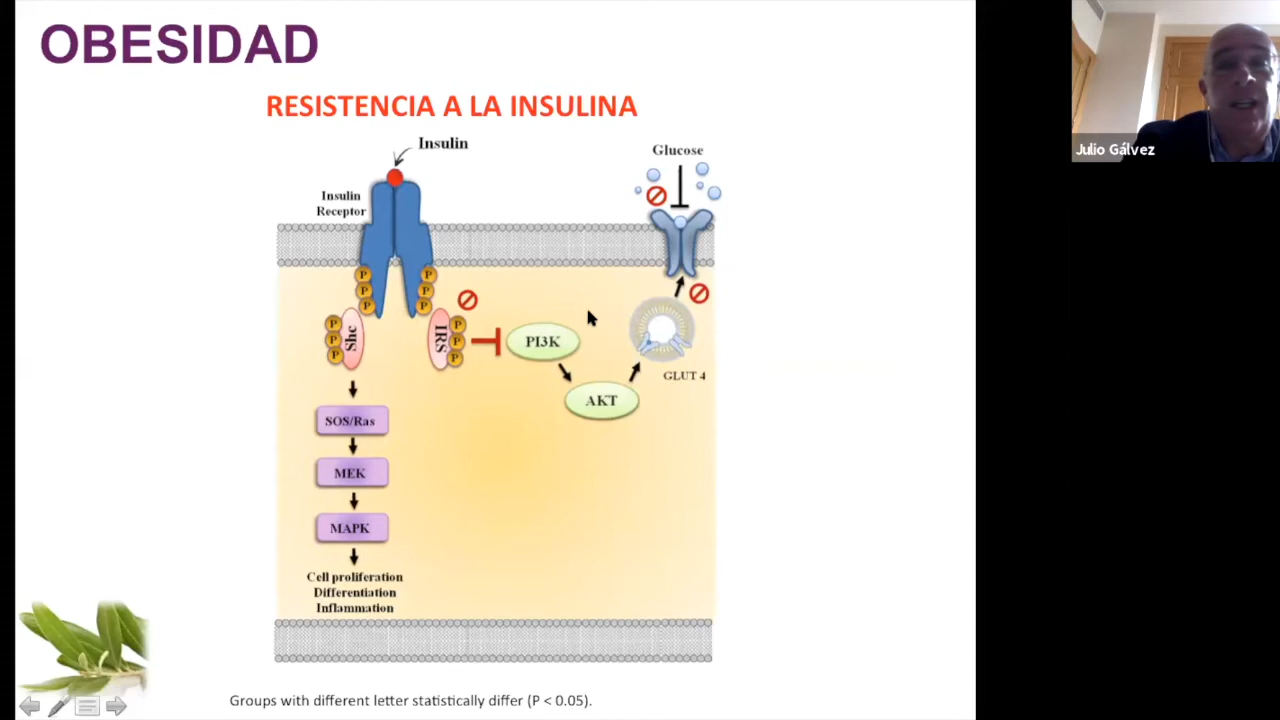 OBESIDAD
RESISTENCIA A LA INSULINA
Insulin
Glucose
Insulin
Receptor
P
P
P
P
P
P
P
P
P
Shc
IRS
P
P
P
PI3K
GLUT 4
AKT
SOS/Ras
MEK
MAPK
Cell proliferation
Differentiation
Inflammation
Groups with different letter statistically differ (P < 0.05).
Julio Gálvez